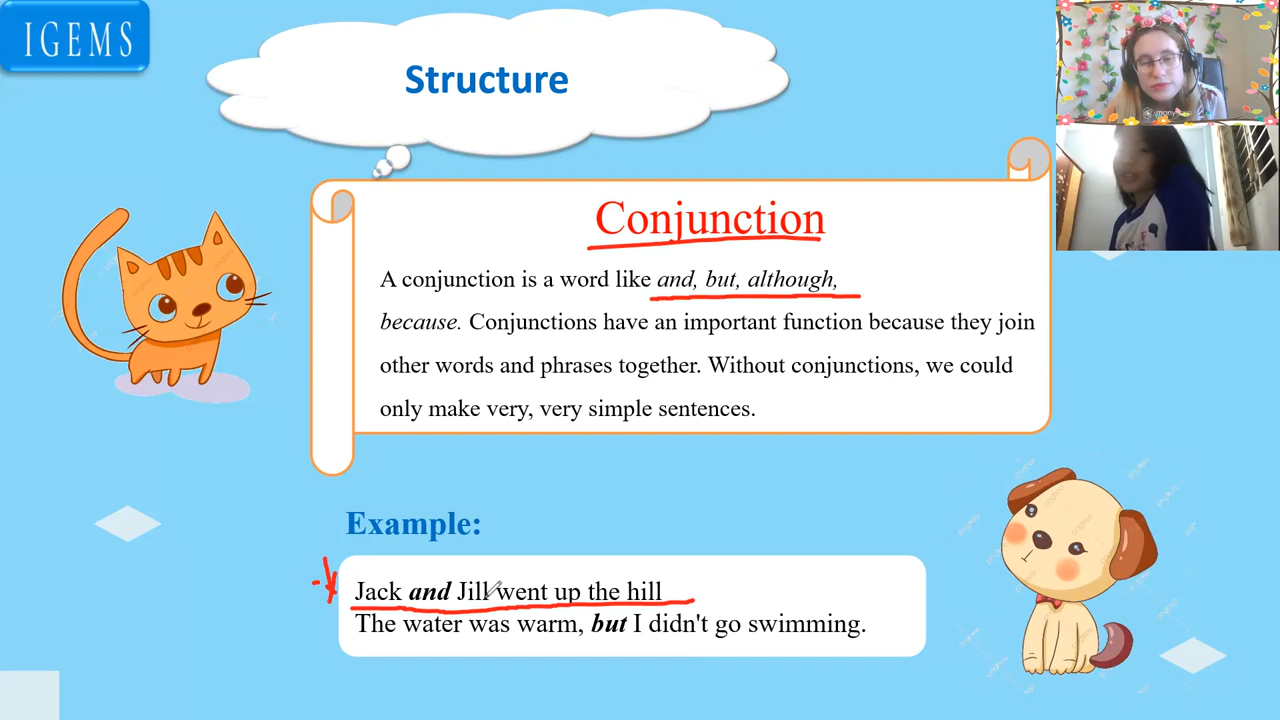 IGEMS
Structure
Conjunction
A conjunction is a word like and, but, although,
because. Conjunctions have an important function because they join
other words and phrases together. Without conjunctions, we could
only make very, very simple sentences.
Example:
Jack and Jill went up the hill
The water was warm, but I didn't go swimming.